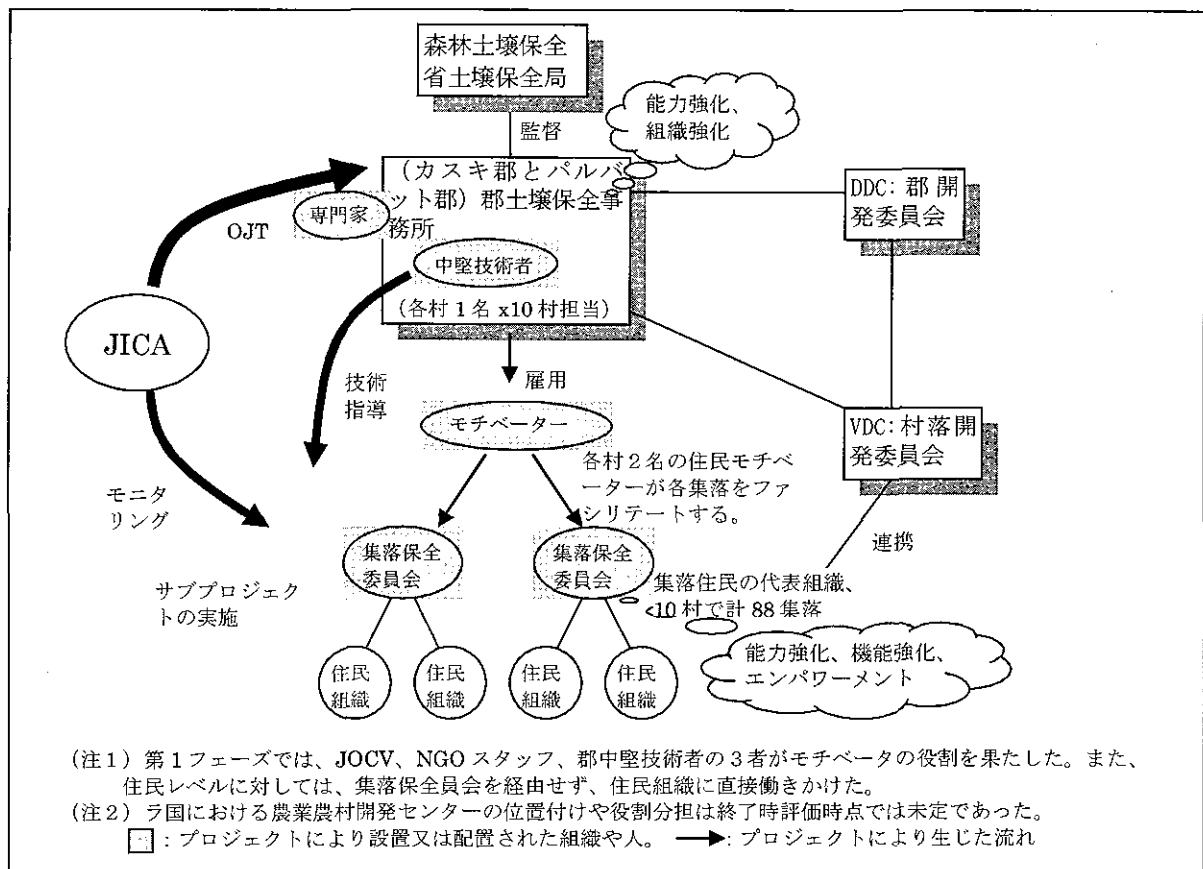 森林土壌保全
省土壌保全局
監督
能力強化、
組織強化
(カスキ郡とパルバ
ット郡)郡土壌保全事
務所
専門家
OJT
中堅技術者
(各村1名 x10 村担当)
DDC: 郡開
発委員会
JICA
技術
指導
雇用
モチベーター
各村2名の住民モチベ
ーターが各集落をファ
シリテートする。
VDC: 村落開
発委員会
モニタ
リング
連携
集落保全
委員会
集落保全
委員会
集落住民の代表組織、
10 村で計 88 集落
サブプロジェク
トの実施
能力強化、機能強化、
エンパワーメント
住民
組織
住民
組織
住民
組織
住民
組織
(注1)第1フェーズでは、JOCV、NGO スタッフ、郡中堅技術者の3者がモチベータの役割を果たした。また、
住民レベルに対しては、集落保全員会を経由せず、住民組織に直接働きかけた。
(注2)ラ国における農業農村開発センターの位置付けや役割分担は終了時評価時点では未定であった。
:プロジェクトにより設置又は配置された組織や人。 : プロジェクトにより生じた流れ